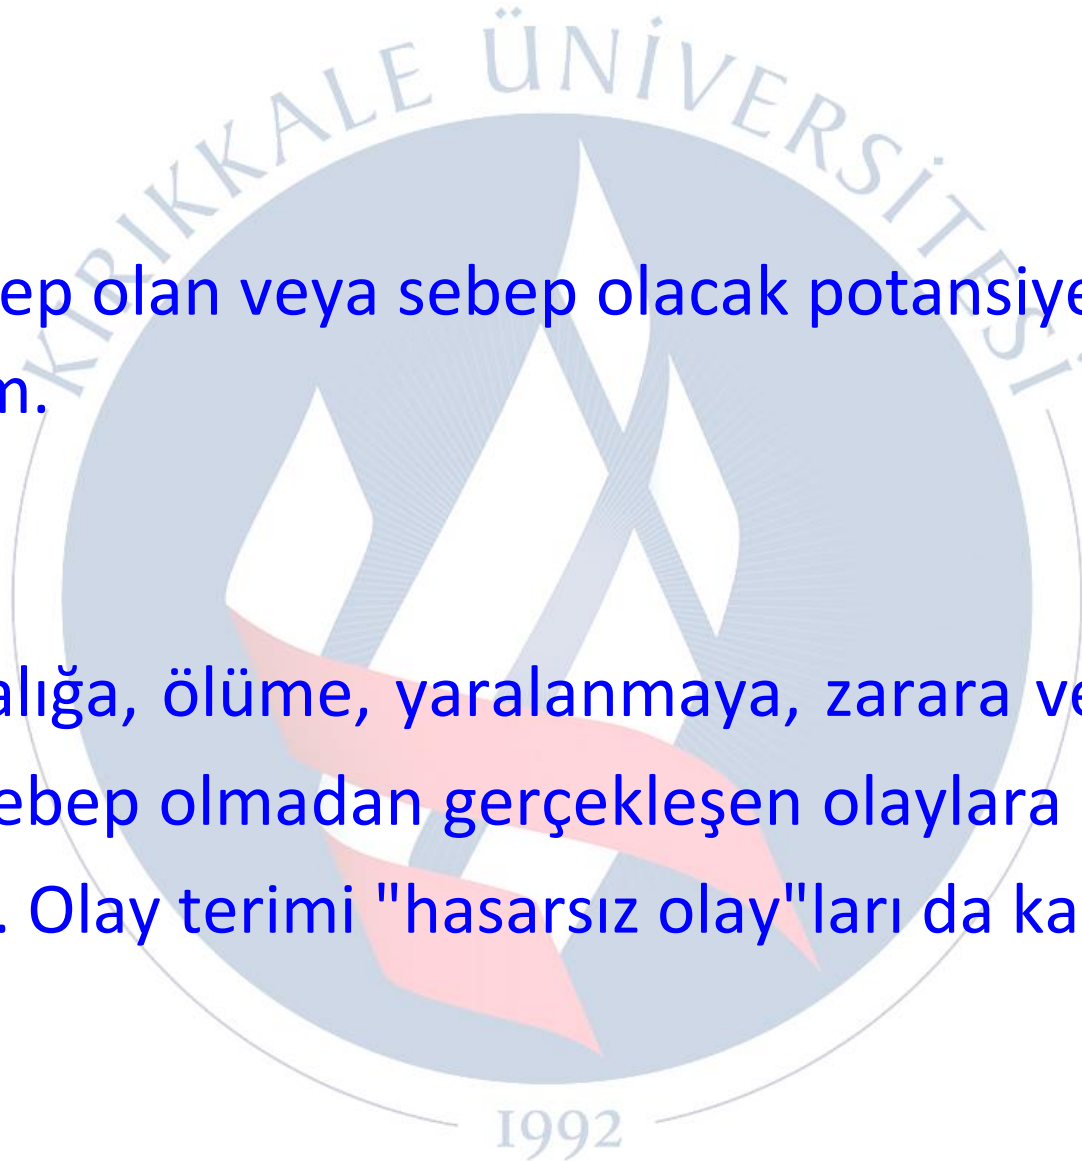 KIRIKKALE ÜNİVERSİTESİ
ep olan veya sebep olacak potansiye
m.
alığa, ölüme, yaralanmaya, zarara ve
ebep olmadan gerçekleşen olaylara
. Olay terimi "hasarsız olay"ları da ka
1992